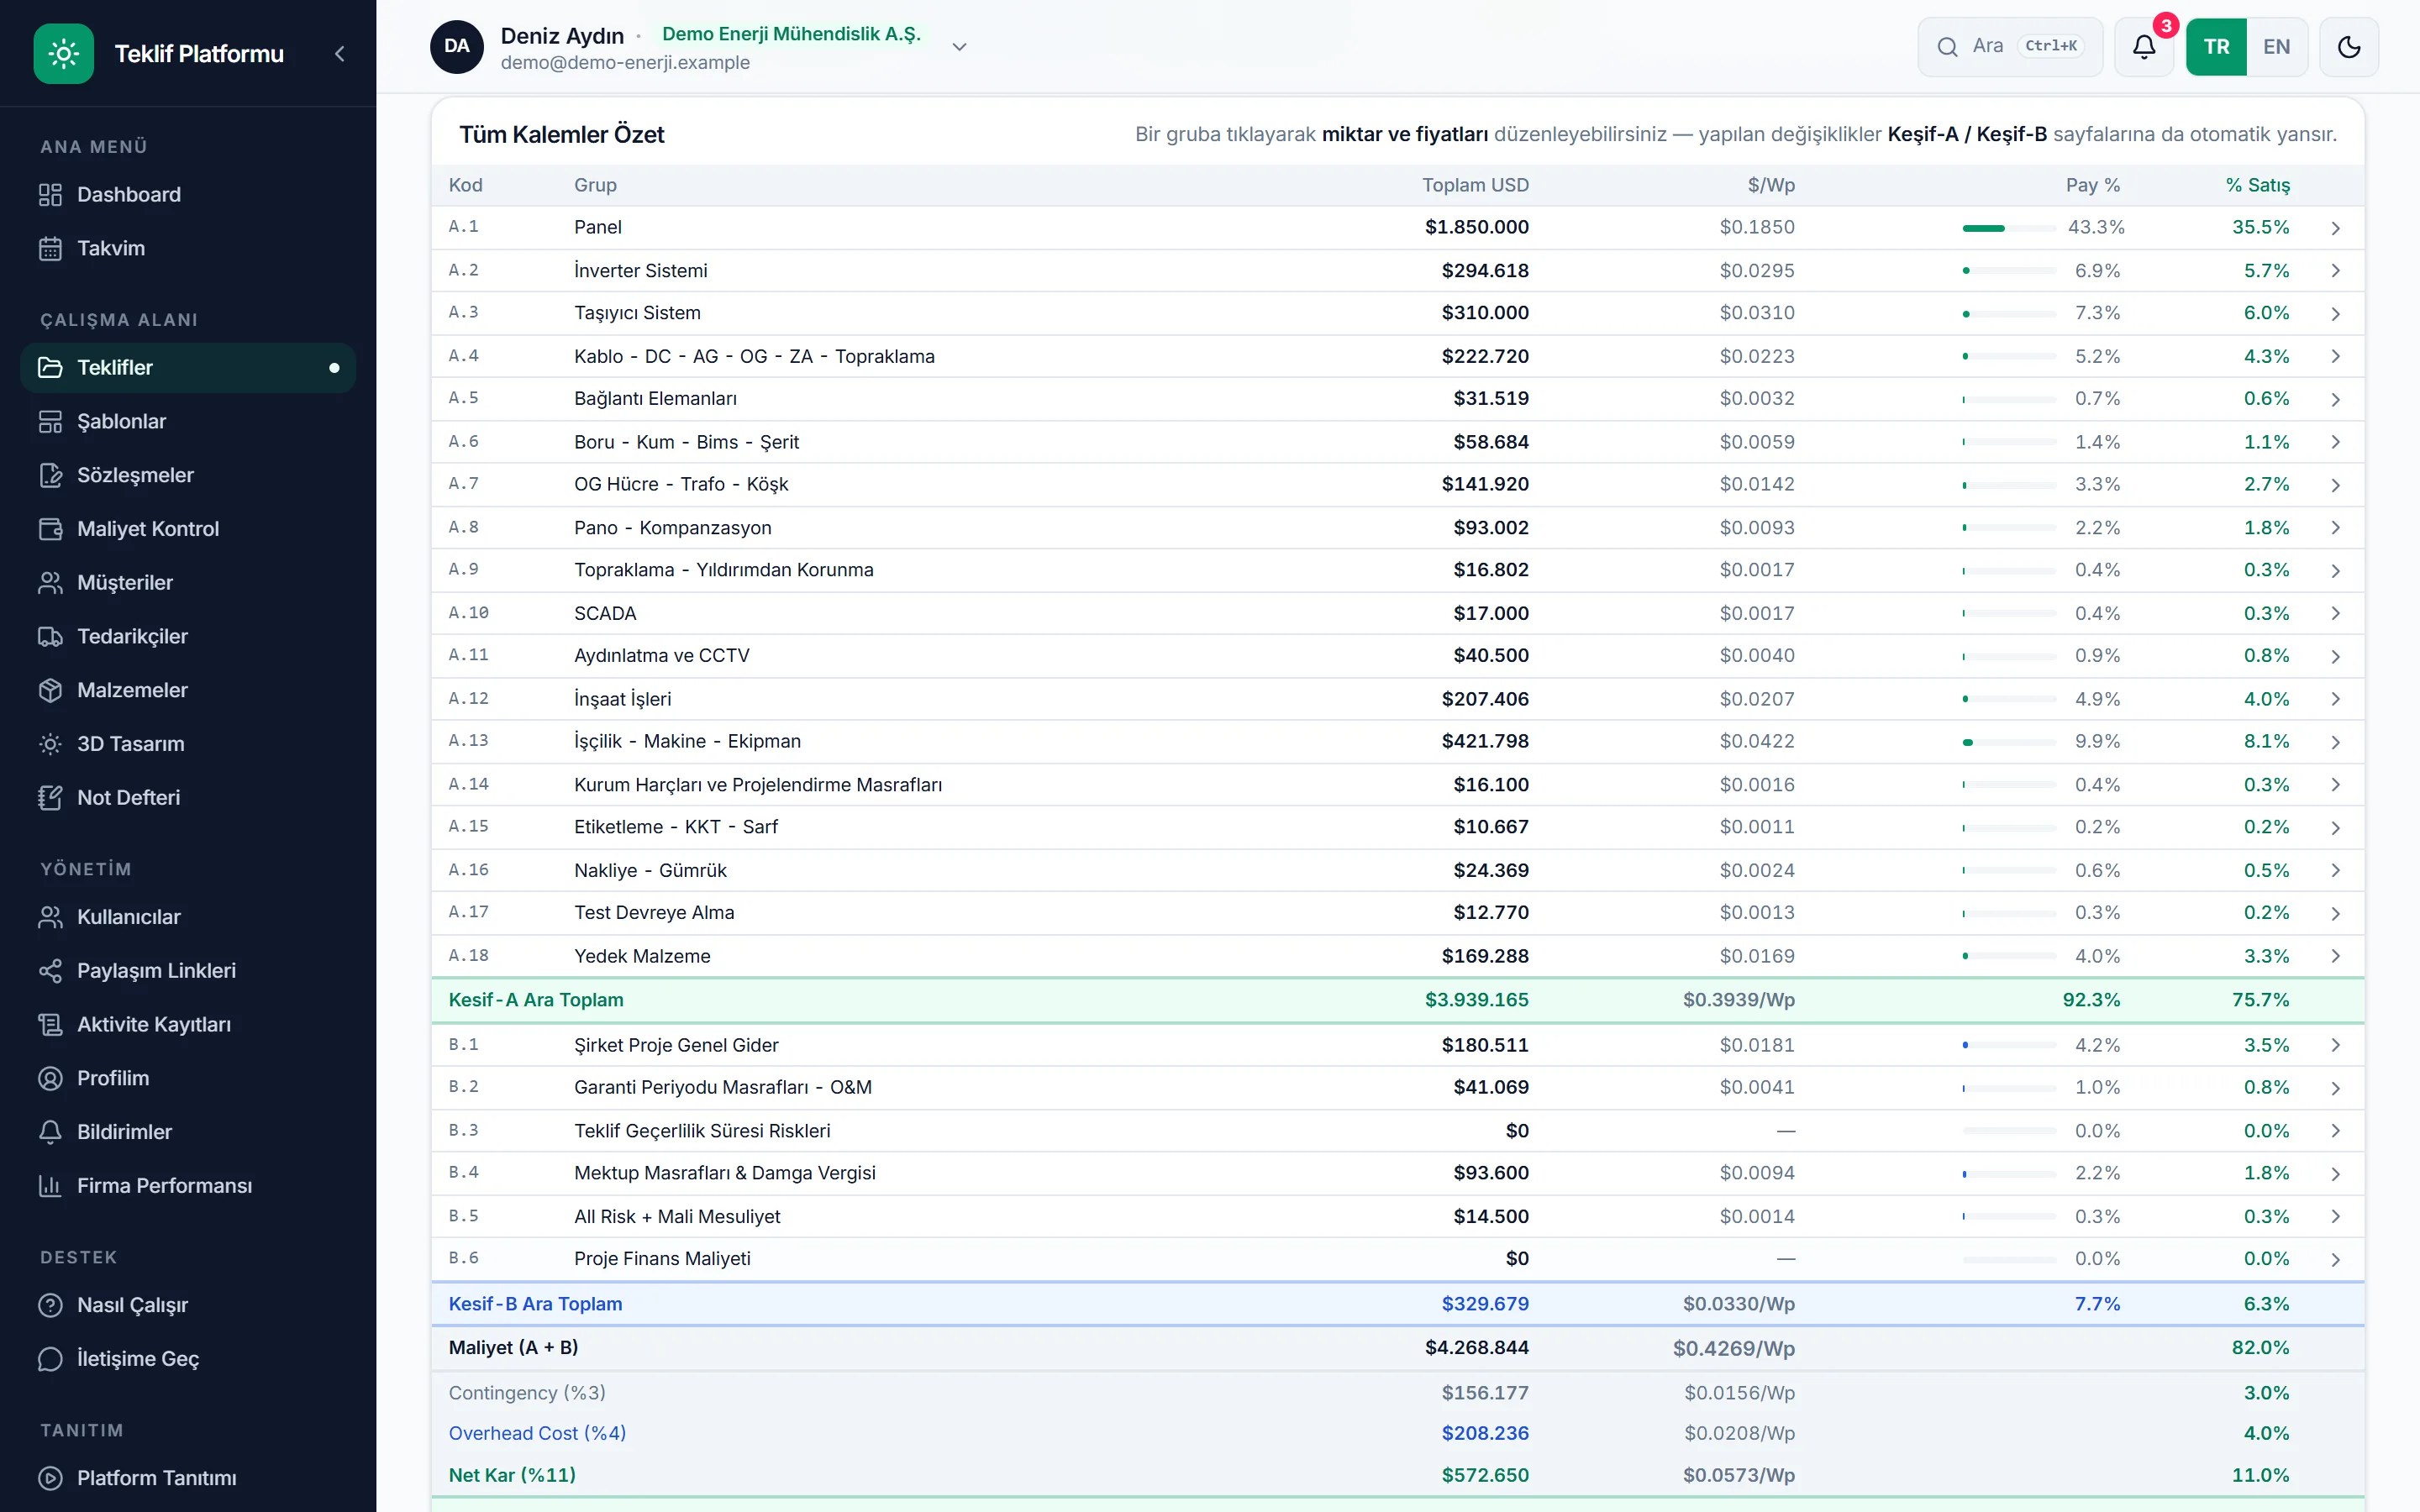 Teklif Platformu
ANA MENÜ
Dashboard
Takvim
ÇALIŞMA ALANI
Teklifler
Şablonlar
Sözleşmeler
Maliyet Kontrol
Müşteriler
Tedarikçiler
Malzemeler
3D Tasarım
Not Defteri
YÖNETİM
Kullanıcılar
Paylaşım Linkleri
Aktivite Kayıtları
Profilim
Bildirimler
Firma Performansı
DESTEK
Nasıl Çalışır
İletişime Geç
TANITIM
Platform Tanıtımı
DA Deniz Aydın · Demo Enerji Mühendislik A.Ş.
demo@demo-enerji.example
Ara Ctrl+K 3 TR EN
Tüm Kalemler Özet Bir gruba tıklayarak miktar ve fiyatları düzenleyebilirsiniz — yapılan değişiklikler Keşif-A / Keşif-B sayfalarına da otomatik yansır.
Kod Grup Toplam USD $/Wp Pay % % Satış
A.1 Panel $1.850.000 $0.1850 43.3% 35.5%
A.2 İnverter Sistemi $294.618 $0.0295 6.9% 5.7%
A.3 Taşıyıcı Sistem $310.000 $0.0310 7.3% 6.0%
A.4 Kablo - DC - AG - OG - ZA - Topraklama $222.720 $0.0223 5.2% 4.3%
A.5 Bağlantı Elemanları $31.519 $0.0032 0.7% 0.6%
A.6 Boru - Kum - Bims - Şerit $58.684 $0.0059 1.4% 1.1%
A.7 OG Hücre - Trafo - Köşk $141.920 $0.0142 3.3% 2.7%
A.8 Pano - Kompanzasyon $93.002 $0.0093 2.2% 1.8%
A.9 Topraklama - Yıldırımdan Korunma $16.802 $0.0017 0.4% 0.3%
A.10 SCADA $17.000 $0.0017 0.4% 0.3%
A.11 Aydınlatma ve CCTV $40.500 $0.0040 0.9% 0.8%
A.12 İnşaat İşleri $207.406 $0.0207 4.9% 4.0%
A.13 İşçilik - Makine - Ekipman $421.798 $0.0422 9.9% 8.1%
A.14 Kurum Harçları ve Projelendirme Masrafları $16.100 $0.0016 0.4% 0.3%
A.15 Etiketleme - KKT - Sarf $10.667 $0.0011 0.2% 0.2%
A.16 Nakliye - Gümrük $24.369 $0.0024 0.6% 0.5%
A.17 Test Devreye Alma $12.770 $0.0013 0.3% 0.2%
A.18 Yedek Malzeme $169.288 $0.0169 4.0% 3.3%
Kesif-A Ara Toplam $3.939.165 $0.3939/Wp 92.3% 75.7%
B.1 Şirket Proje Genel Gider $180.511 $0.0181 4.2% 3.5%
B.2 Garanti Periyodu Masrafları - O&M $41.069 $0.0041 1.0% 0.8%
B.3 Teklif Geçerlilik Süresi Riskleri $0 — 0.0% 0.0%
B.4 Mektup Masrafları & Damga Vergisi $93.600 $0.0094 2.2% 1.8%
B.5 All Risk + Mali Mesuliyet $14.500 $0.0014 0.3% 0.3%
B.6 Proje Finans Maliyeti $0 — 0.0% 0.0%
Kesif-B Ara Toplam $329.679 $0.0330/Wp 7.7% 6.3%
Maliyet (A + B) $4.268.844 $0.4269/Wp 82.0%
Contingency (%3) $156.177 $0.0156/Wp 3.0%
Overhead Cost (%4) $208.236 $0.0208/Wp 4.0%
Net Kar (%11) $572.650 $0.0573/Wp 11.0%